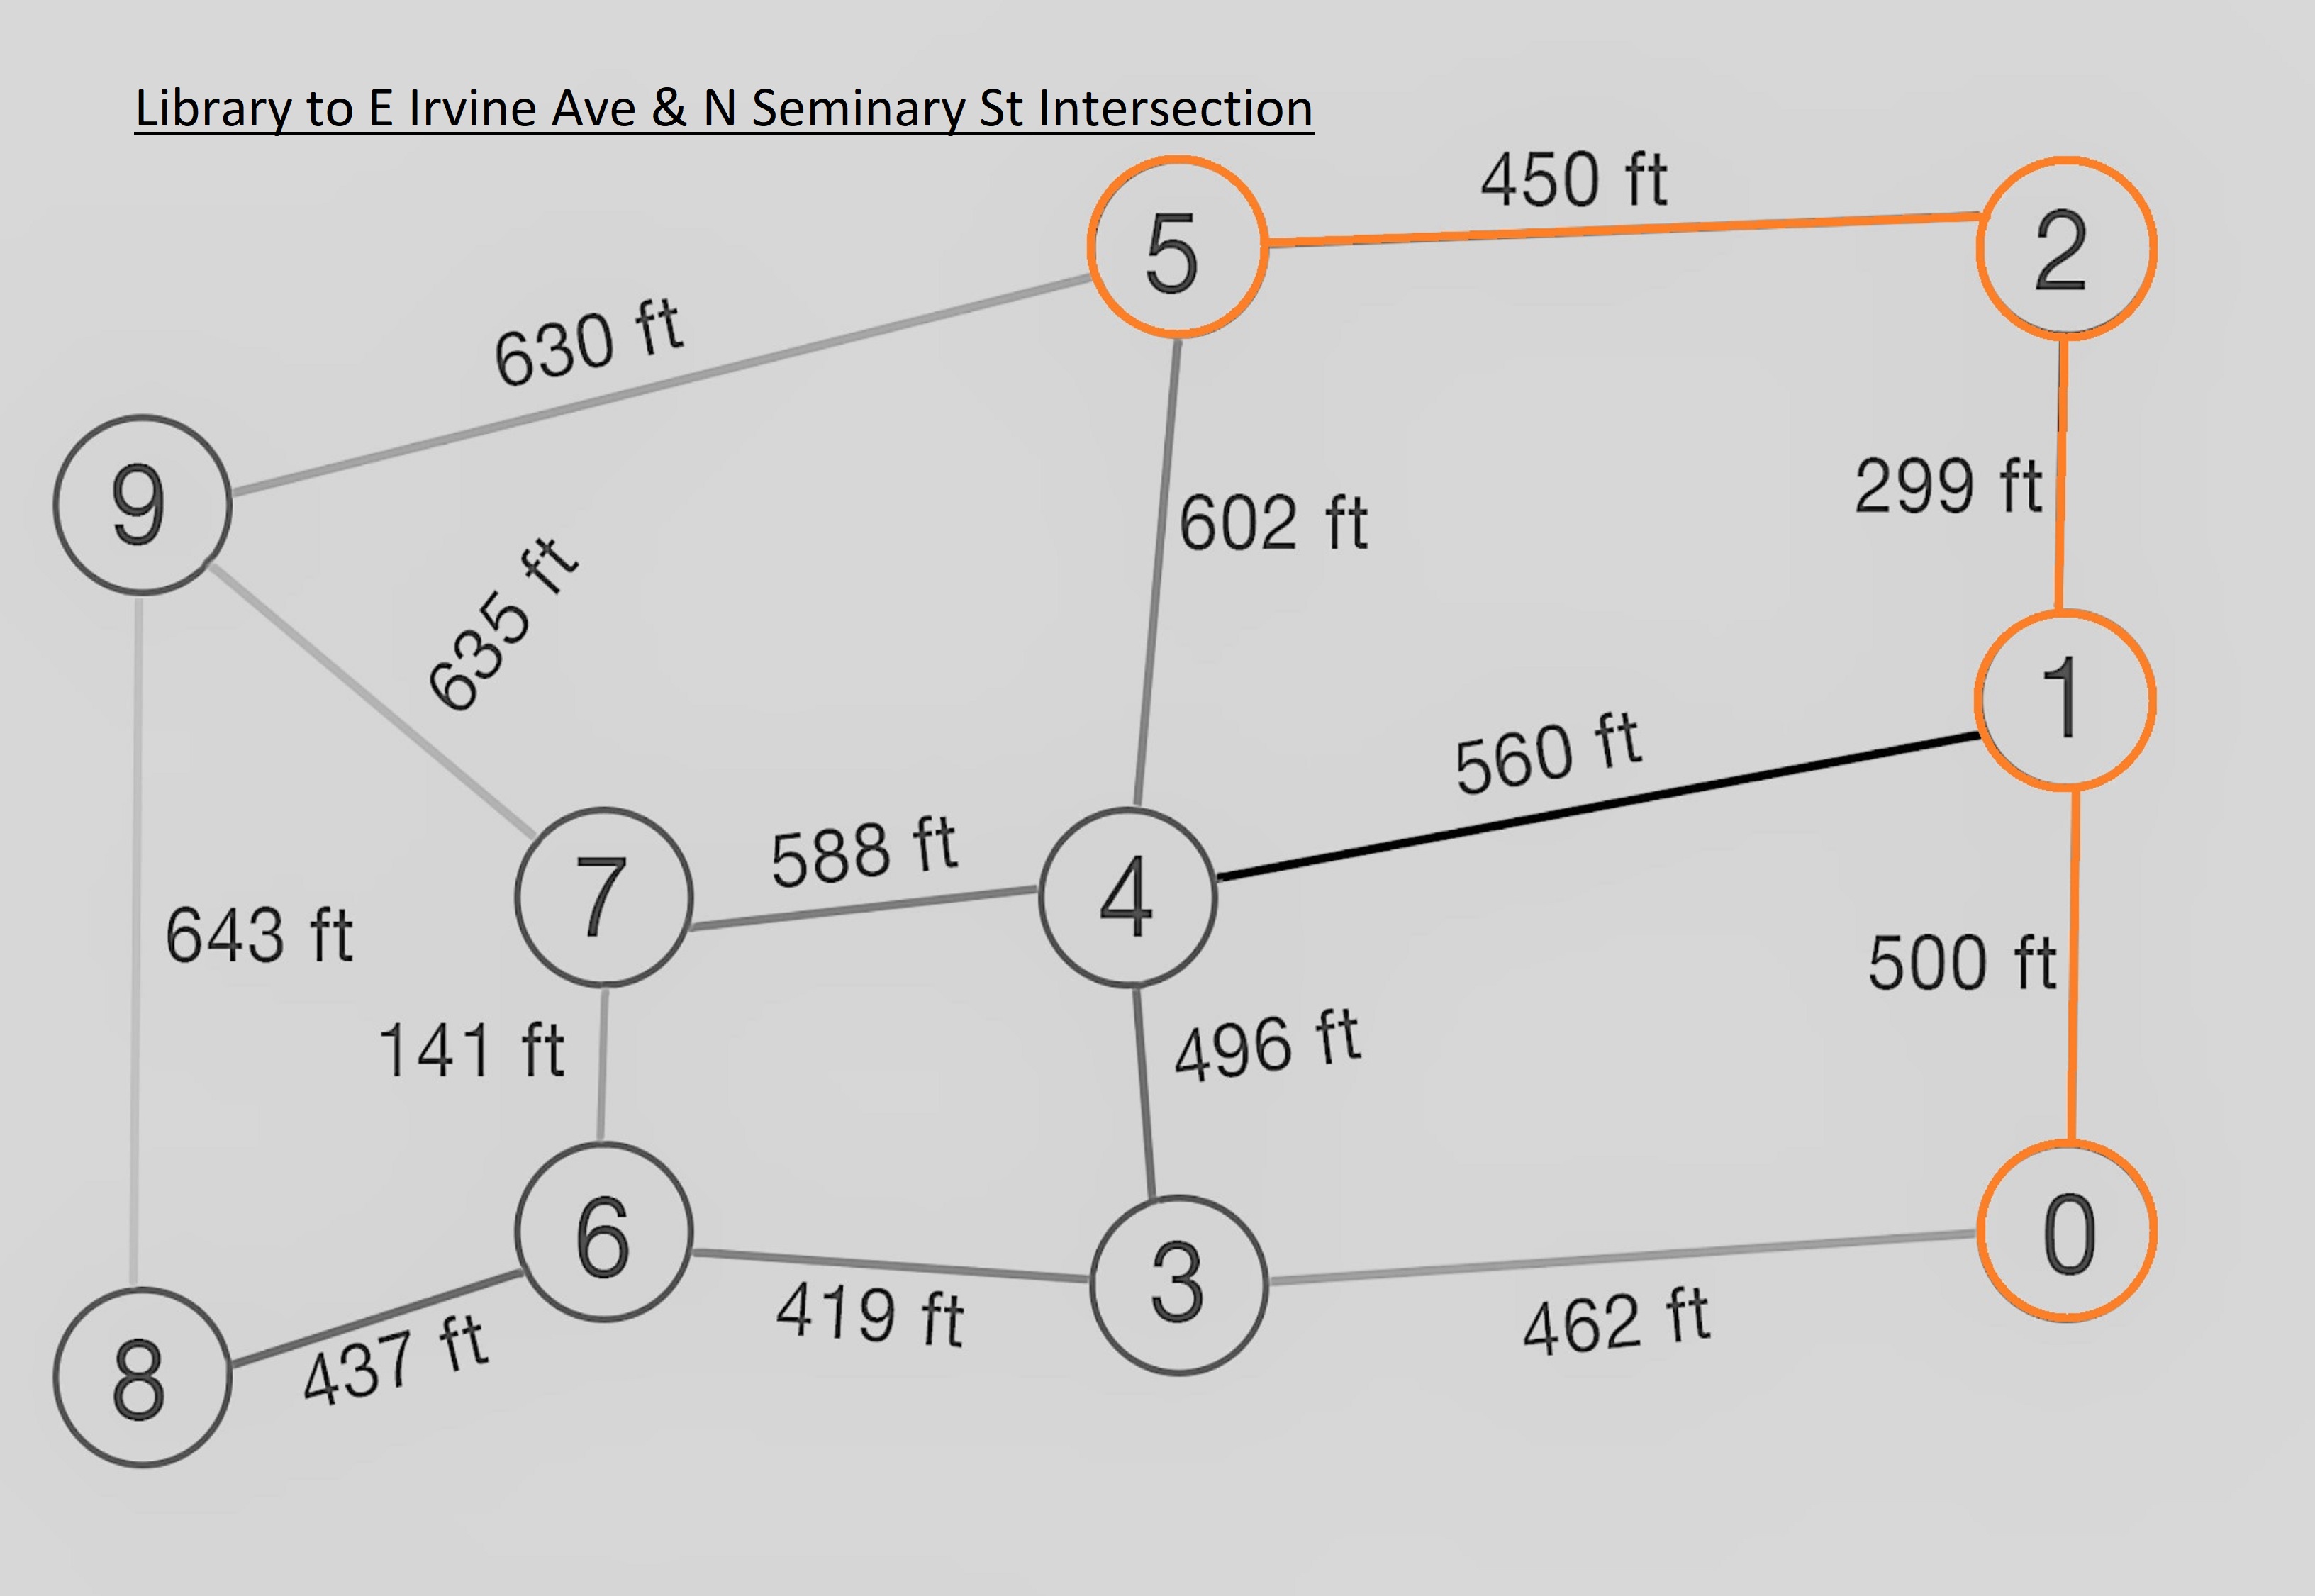 Library to E Irvine Ave & N Seminary St Intersection
450 ft
5
2
630 ft
299 ft
9
602 ft
635 ft
1
560 ft
588 ft
7
4
643 ft
500 ft
141 ft
496 ft
6
0
3
419 ft
462 ft
8
437 ft